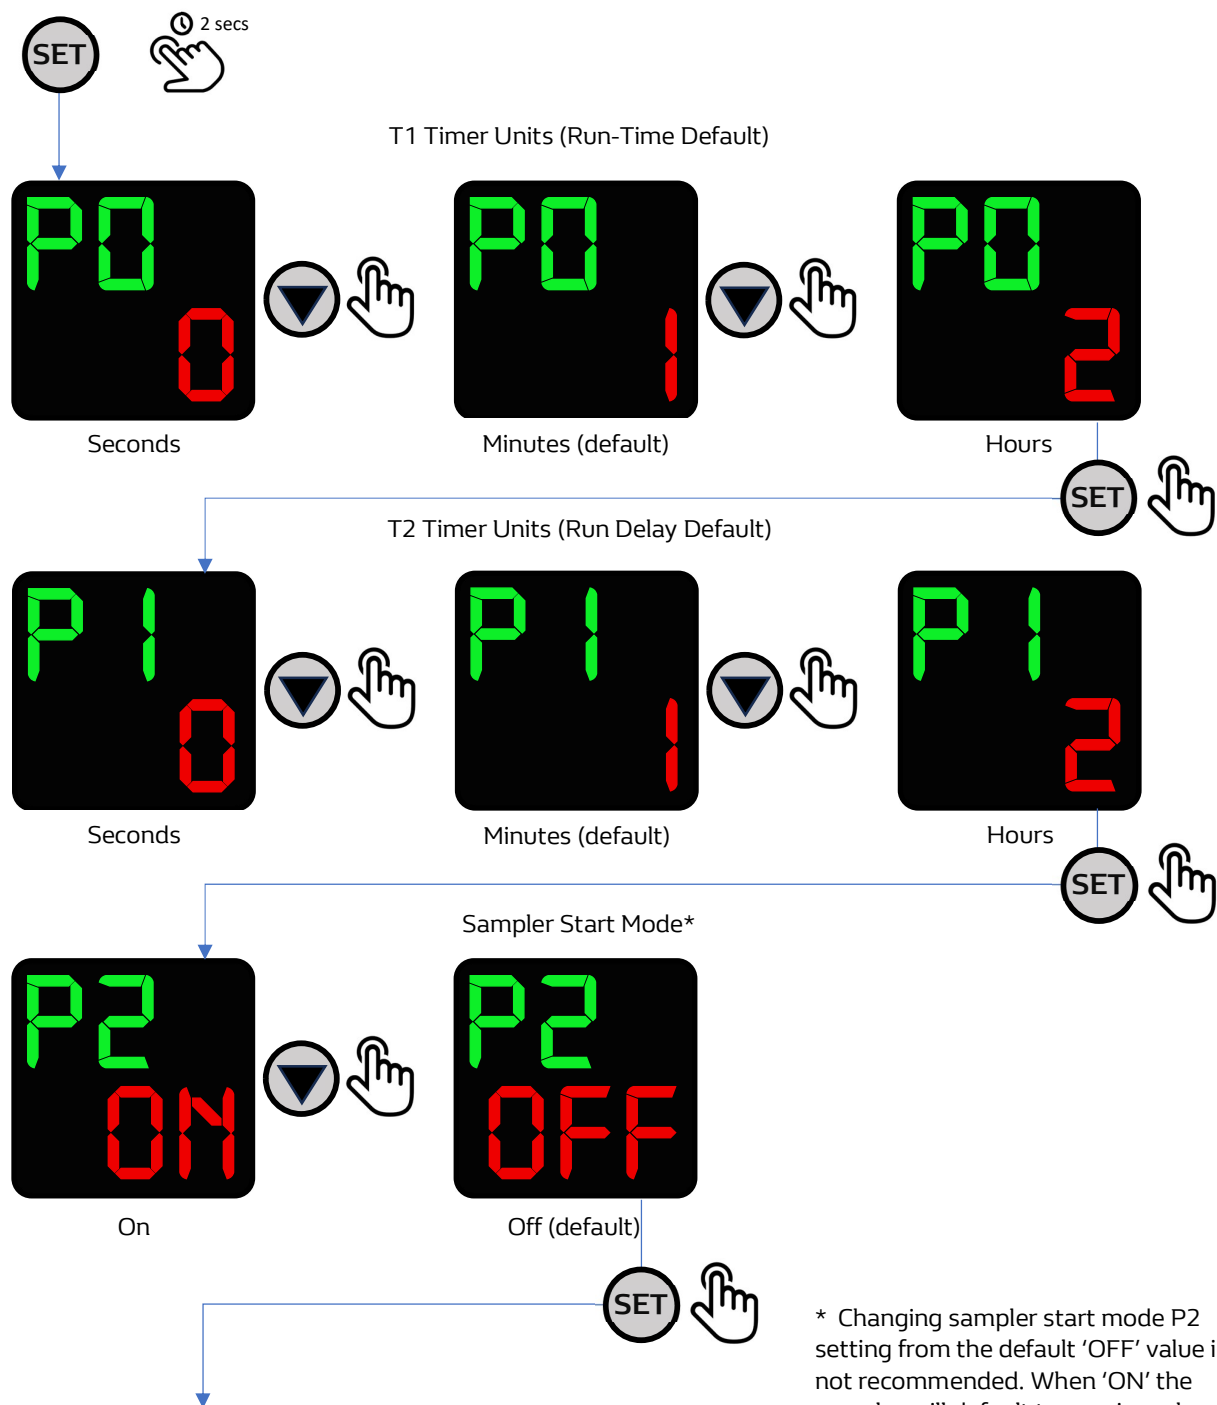 SET
2 secs
T1 Timer Units (Run-Time Default)
P0
0
P0
1
P0
2
Seconds
Minutes (default)
Hours
SET
T2 Timer Units (Run Delay Default)
P1
0
P1
1
P1
2
Seconds
Minutes (default)
Hours
SET
Sampler Start Mode*
P2
ON
P2
OFF
On
Off (default)
SET
* Changing sampler start mode P2
setting from the default ‘OFF’ value i
not recommended. When ‘ON’ the